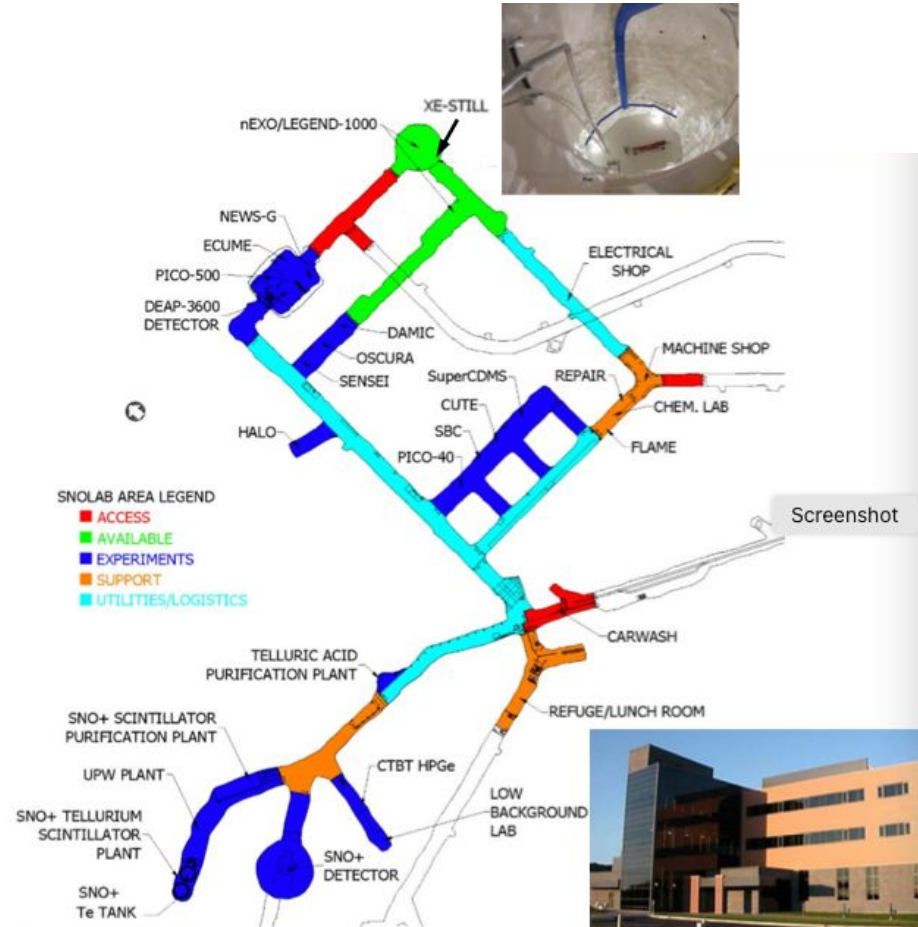 XE-STILL
nEXO/LEGEND-1000
NEWS-G
ECUME
PICO-500
DEAP-3600
DETECTOR
ELECTRICAL
SHOP
DAMIC
OSCURA
SENSEI
MACHINE SHOP
SuperCDMS
REPAIR
CUTE
CHEM. LAB
SBC
HALO
FLAME
PICO-40
SNOLAB AREA LEGEND
ACCESS
AVAILABLE
EXPERIMENTS
SUPPORT
UTILITIES/LOGISTICS
Screenshot
CARWASH
TELLURIC ACID
PURIFICATION PLANT
REFUGE/LUNCH ROOM
SNO+ SCINTILLATOR
PURIFICATION PLANT
CTBT HPGe
UPW PLANT
LOW
BACKGROUND
LAB
SNO+ TELLURIUM
SCINTILLATOR
PLANT
SNO+
DETECTOR
SNO+
Te TANK